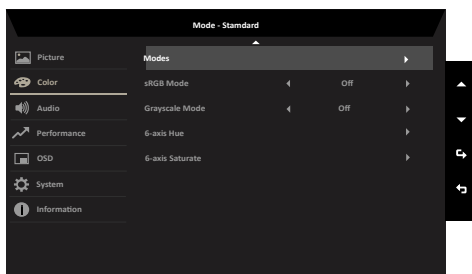 Mode - Standard
Picture
Color
Audio
Performance
OSD
System
Information
Modes
sRGB Mode Off
Grayscale Mode Off
6-axis Hue
6-axis Saturate